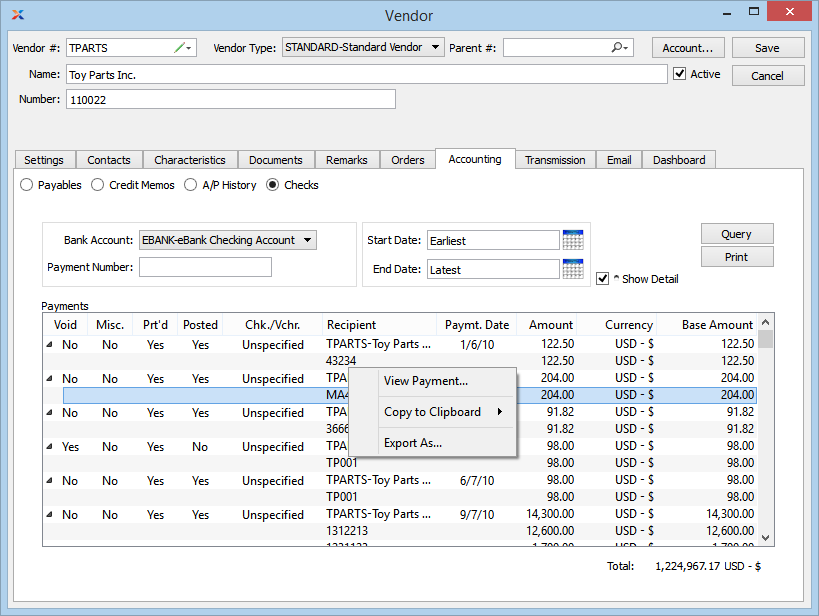 Vendor
Vendor #: TPARTS Vendor Type: STANDARD-Standard Vendor Parent #: Account... Save
Name: Toy Parts Inc. Active Cancel
Number: 110022
Settings Contacts Characteristics Documents Remarks Orders Accounting Transmission Email Dashboard
Payables Credit Memos A/P History Checks
Bank Account: EBANK-eBank Checking Account Start Date: Earliest Query
Payment Number: End Date: Latest Print
^ Show Detail
Payments
Void Misc. Prt'd Posted Chk./Vchr. Recipient Paymt. Date Amount Currency Base Amount
No No Yes Yes Unspecified TPARTS-Toy Parts ... 1/6/10 122.50 USD - $ 122.50
43234 122.50 USD - $ 122.50
No No Yes Yes Unspecified TPA 204.00 USD - $ 204.00
MA4 204.00 USD - $ 204.00
No No Yes Yes Unspecified TPA 91.82 USD - $ 91.82
3666 91.82 USD - $ 91.82
Yes No Yes No Unspecified TPA 98.00 USD - $ 98.00
TP001 98.00 USD - $ 98.00
No No Yes Yes Unspecified TPARTS-Toy Parts ... 6/7/10 98.00 USD - $ 98.00
TP001 98.00 USD - $ 98.00
No No Yes Yes Unspecified TPARTS-Toy Parts ... 9/7/10 14,300.00 USD - $ 14,300.00
1312213 12,600.00 USD - $ 12,600.00
View Payment...
Copy to Clipboard
Export As...
Total: 1,224,967.17 USD - $